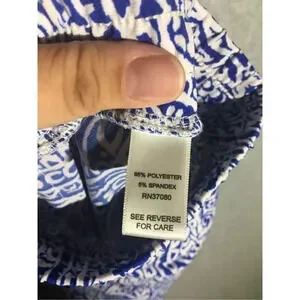 95% POLYESTER
5% SPANDEX
RN37080
SEE REVERSE
FOR CARE